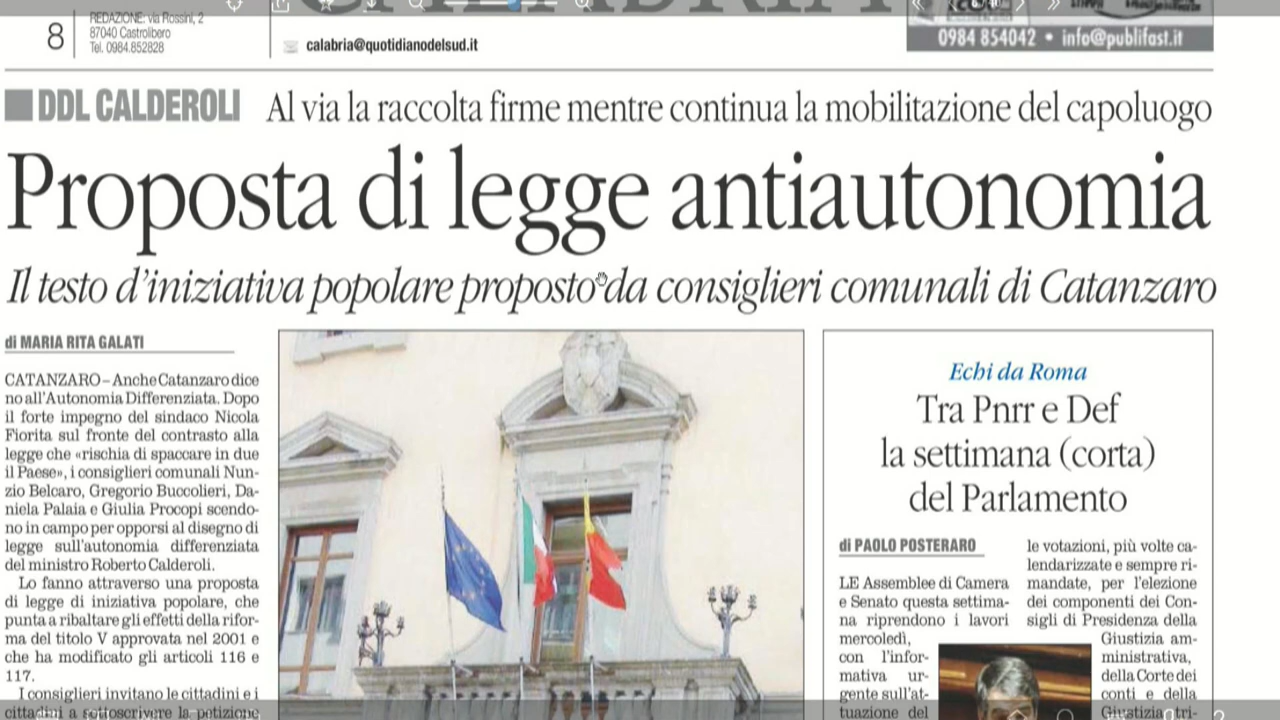 8
REDAZIONE: via Rossini, 2
87040 Castrolibero
Tel. 0984.852828
calabria@quotidianodelsud.it
0984 854042 • info@publifast.it
DDL CALDEROLI Al via la raccolta firme mentre continua la mobilitazione del capoluogo
Proposta di legge antiautonomia
Il testo d'iniziativa popolare proposto da consiglieri comunali di Catanzaro
di MARIA RITA GALATI
CATANZARO – Anche Catanzaro dice
no all'Autonomia Differenziata. Dopo
il forte impegno del sindaco Nicola
Fiorita sul fronte del contrasto alla
legge che «rischia di spaccare in due
il Paese», i consiglieri comunali Nun-
zio Belcaro, Gregorio Buccolieri, Da-
niela Palaia e Giulia Procopi scendo-
no in campo per opporsi al disegno di
legge sull'autonomia differenziata
del ministro Roberto Calderoli.
Lo fanno attraverso una proposta
di legge di iniziativa popolare, che
punta a ribaltare gli effetti della rifor-
ma del titolo V approvata nel 2001 e
che ha modificato gli articoli 116 e
117.
I consiglieri invitano le cittadini e i
cittadini a sottoscrivere la petizione
Echi da Roma
Tra Pnrr e Def
la settimana (corta)
del Parlamento
di PAOLO POSTERARO
LE Assemblee di Camera
e Senato questa settima-
na riprendono i lavori
mercoledì,
con l'infor-
mativa ur-
gente sull'at-
tuazione del
le votazioni, più volte ca-
lendarizzate e sempre ri-
mandate, per l'elezione
dei componenti dei Con-
sigli di Presidenza della
Giustizia am-
ministrativa,
della Corte dei
conti e della
Giustizia tri-